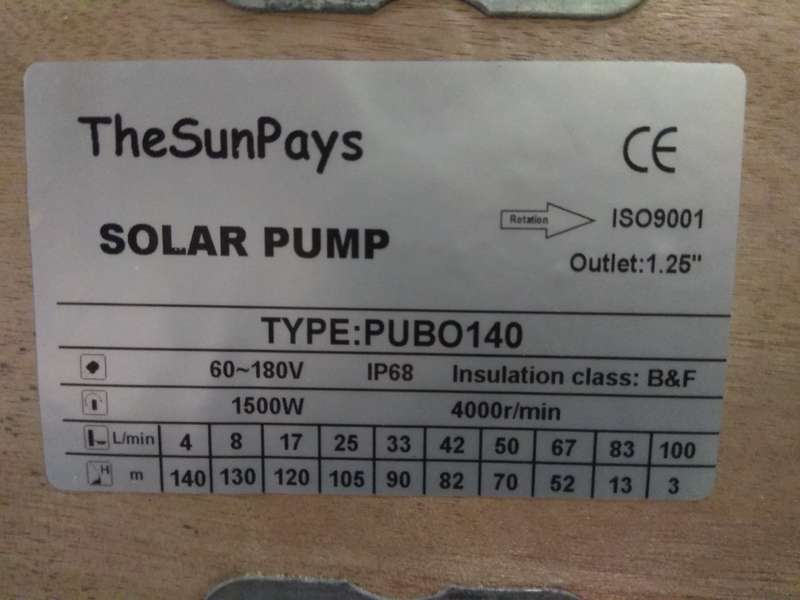 TheSunPays
CE
Rotation
ISO9001
SOLAR PUMP
Outlet:1.25"
TYPE:PUBO140
60~180V IP68 Insulation class: B&F
1500W 4000r/min
L/min 4 8 17 25 33 42 50 67 83 100
H m 140 130 120 105 90 82 70 52 13 3